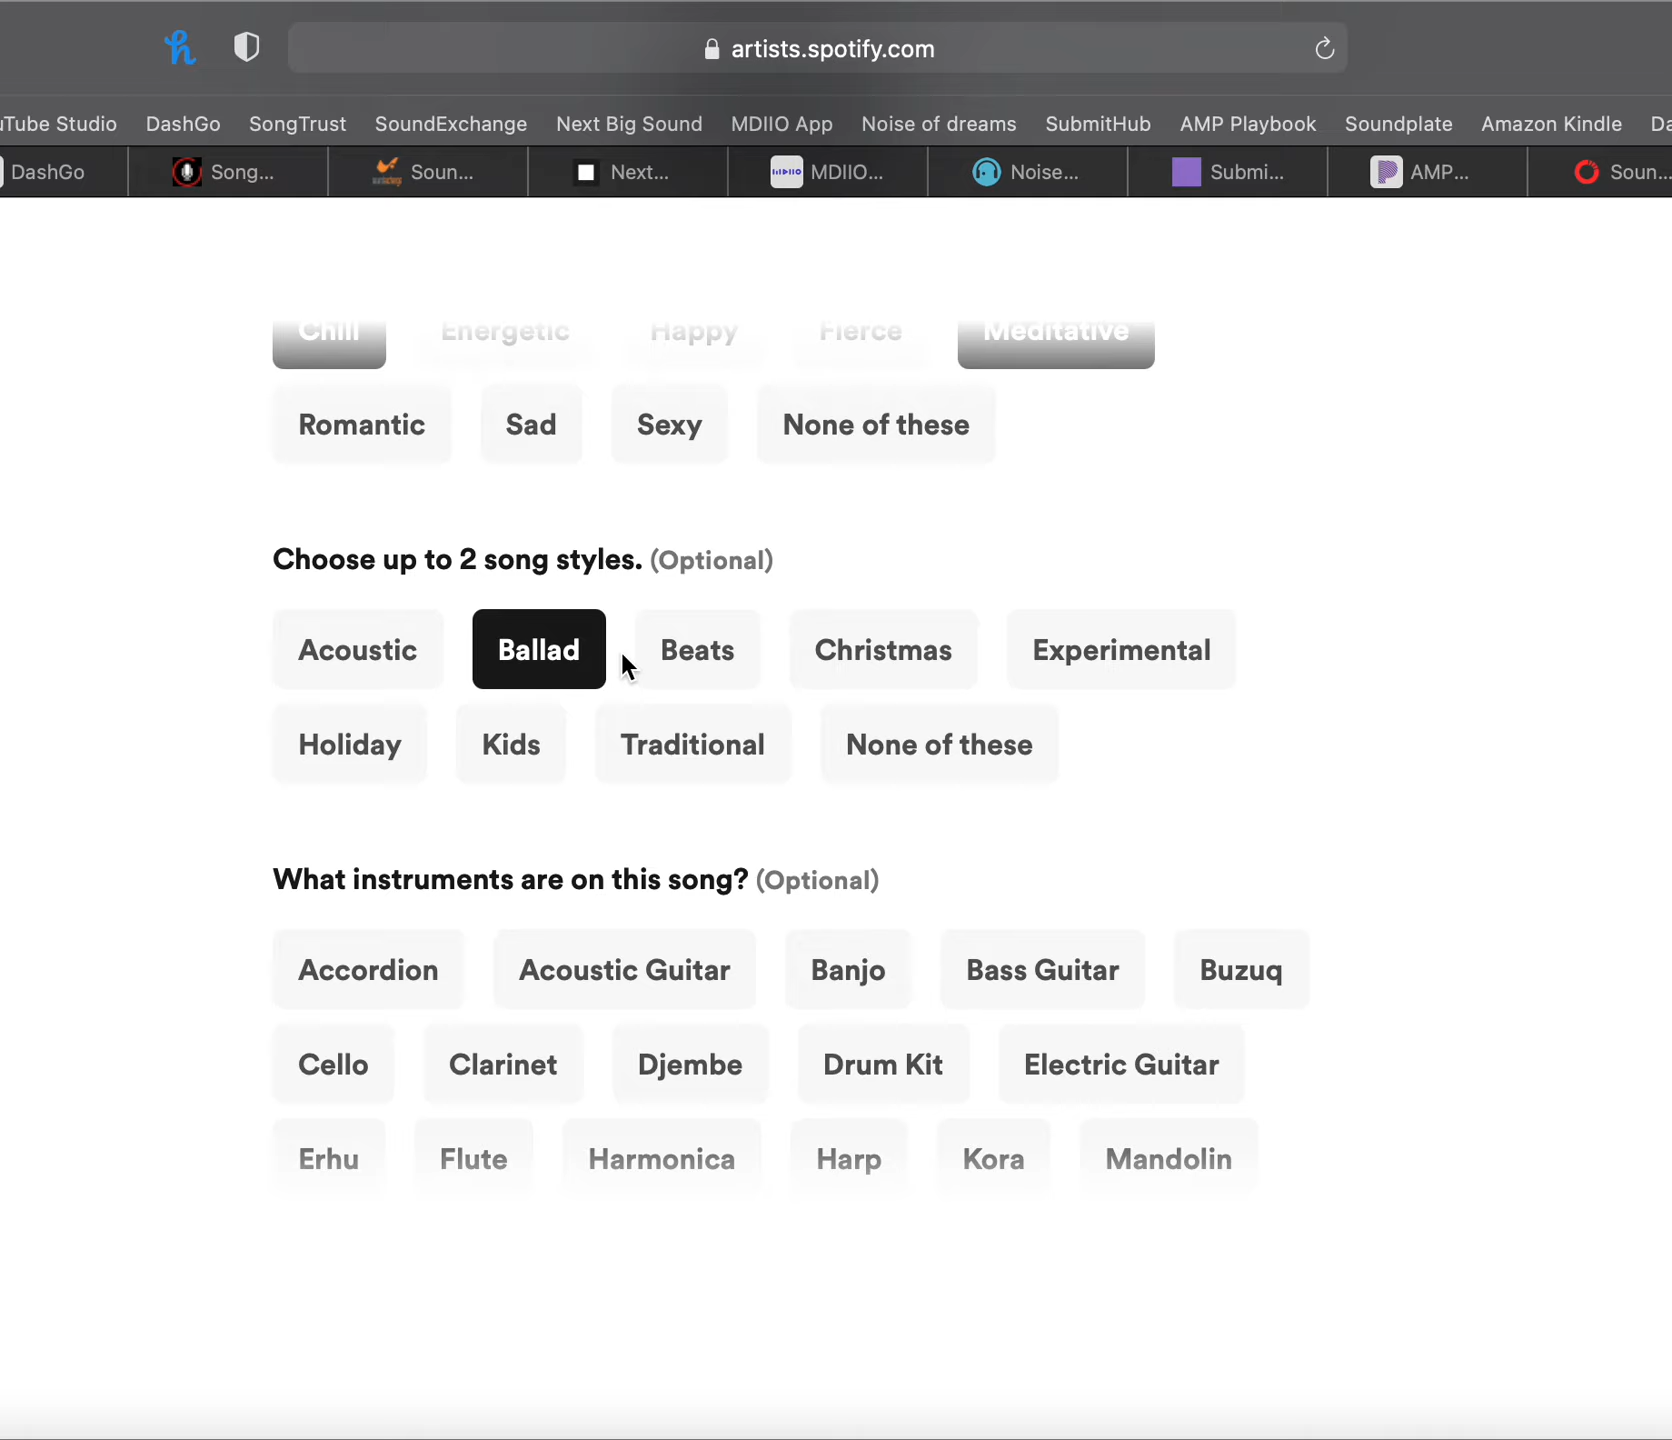 artists.spotify.com
Tube Studio DashGo SongTrust SoundExchange Next Big Sound MDIIO App Noise of dreams SubmitHub AMP Playbook Soundplate Amazon Kindle Da
DashGo Song... Soun... Next... MDIIO... Noise... Submi... AMP... Soun...
Chill Energetic Happy Fierce Meditative
Romantic Sad Sexy None of these
Choose up to 2 song styles. (Optional)
Acoustic Ballad Beats Christmas Experimental
Holiday Kids Traditional None of these
What instruments are on this song? (Optional)
Accordion Acoustic Guitar Banjo Bass Guitar Buzuq
Cello Clarinet Djembe Drum Kit Electric Guitar
Erhu Flute Harmonica Harp Kora Mandolin